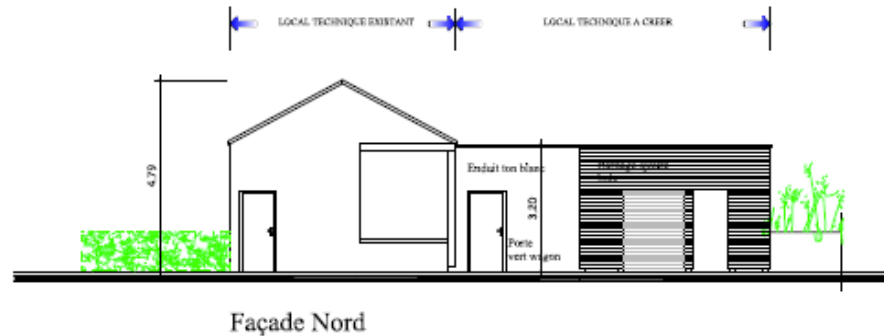 LOCAL TECHNIQUE EXISTANT
LOCAL TECHNIQUE A CREER
4.79
Enduit ton blanc
3.20
Porte
vert wagon
Façade Nord